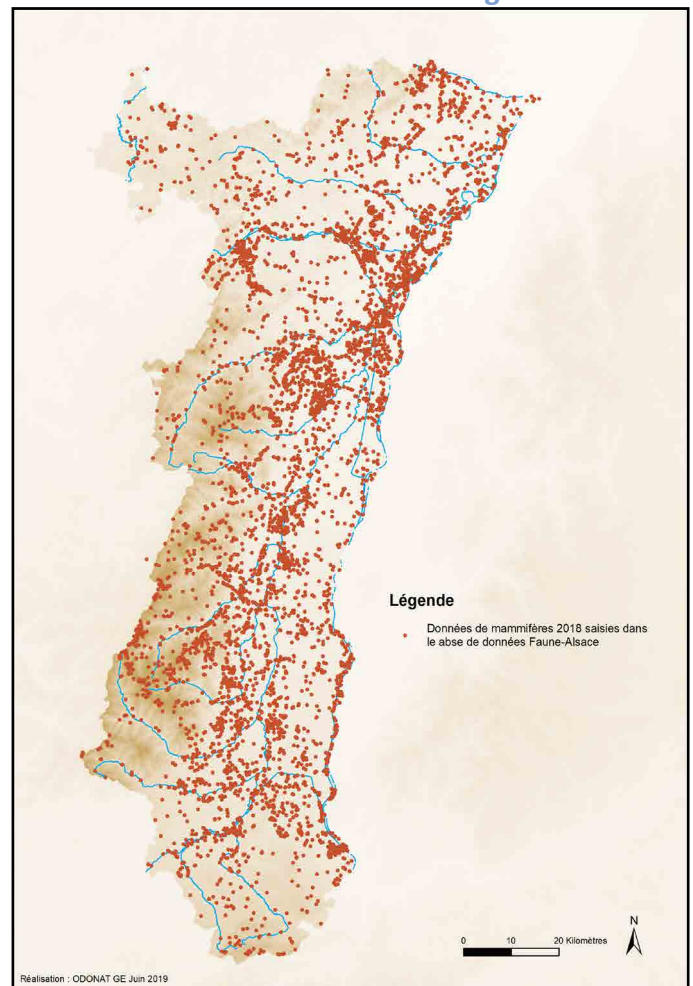 g
Légende
Données de mammifères 2018 saisies dans
le abse de données Faune-Alsace
N
0 10 20 Kilomètres
Réalisation : ODONAT GE Juin 2019